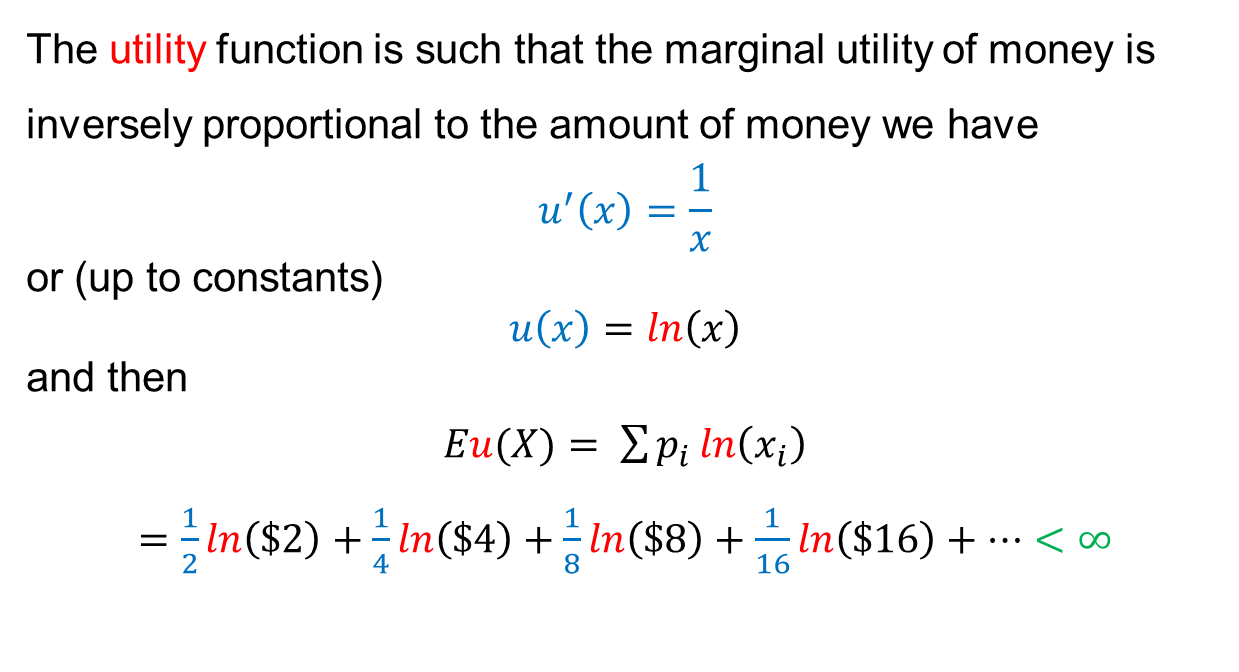 The utility function is such that the marginal utility of money is
inversely proportional to the amount of money we have
u′(x) = 1/x
or (up to constants)
u(x) = ln(x)
and then
Eu(X) = ∑ pᵢ ln(xᵢ)
= 1/2 ln($2) + 1/4 ln($4) + 1/8 ln($8) + 1/16 ln($16) + ⋯ < ∞